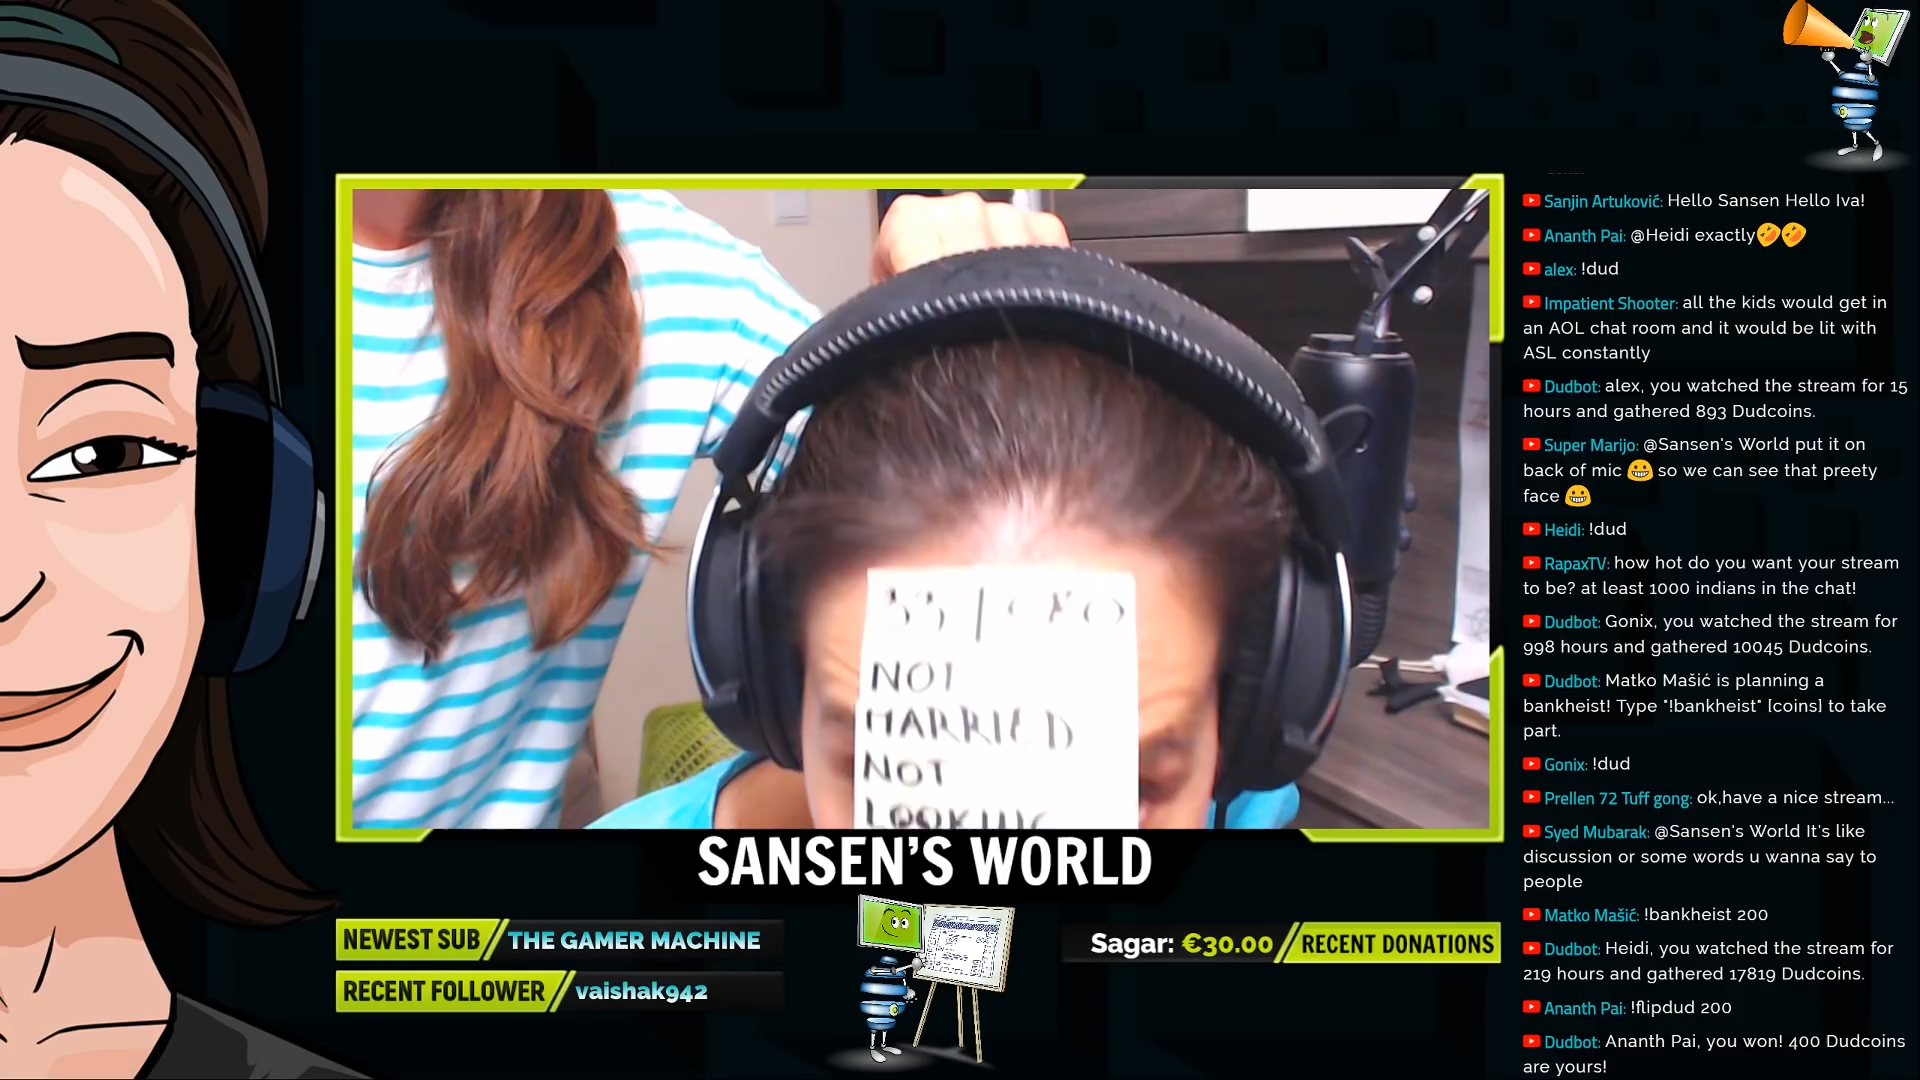 Sanjin Artuković: Hello Sansen Hello Iva!
Ananth Pai: @Heidi exactly🤣🤣
alex: !dud
Impatient Shooter: all the kids would get in
an AOL chat room and it would be lit with
ASL constantly
Dudbot: alex, you watched the stream for 15
hours and gathered 893 Dudcoins.
Super Marijo: @Sansen's World put it on
back of mic 😀 so we can see that preety
face 😀
Heidi: !dud
RapaxTV: how hot do you want your stream
to be? at least 1000 indians in the chat!
Dudbot: Gonix, you watched the stream for
998 hours and gathered 10045 Dudcoins.
Dudbot: Matko Mašić is planning a
bankheist! Type "!bankheist" [coins] to take
part.
Gonix: !dud
Prellen 72 Tuff gong: ok,have a nice stream...
Syed Mubarak: @Sansen's World It's like
discussion or some words u wanna say to
people
Matko Mašić: !bankheist 200
Dudbot: Heidi, you watched the stream for
219 hours and gathered 17819 Dudcoins.
Ananth Pai: !flipdud 200
Dudbot: Ananth Pai, you won! 400 Dudcoins
are yours!
33 / CRO
NOT
MARRIED
NOT
LOOKING
SANSEN'S WORLD
NEWEST SUB THE GAMER MACHINE
RECENT FOLLOWER vaishak942
Sagar: €30.00 RECENT DONATIONS